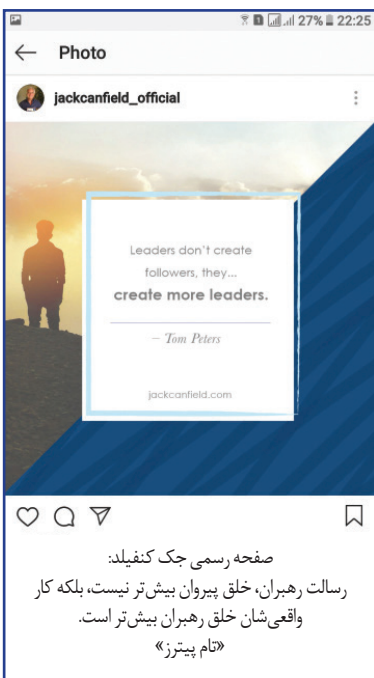 27% 22:25
Photo
jackcanfield_official
Leaders don't create
followers, they...
create more leaders.
– Tom Peters
jackcanfield.com
صفحه رسمی جک کنفیلد:
رسالت رهبران، خلق پیروان بیش‌تر نیست، بلکه کار
واقعی‌شان خلق رهبران بیش‌تر است.
«تام پیترز»